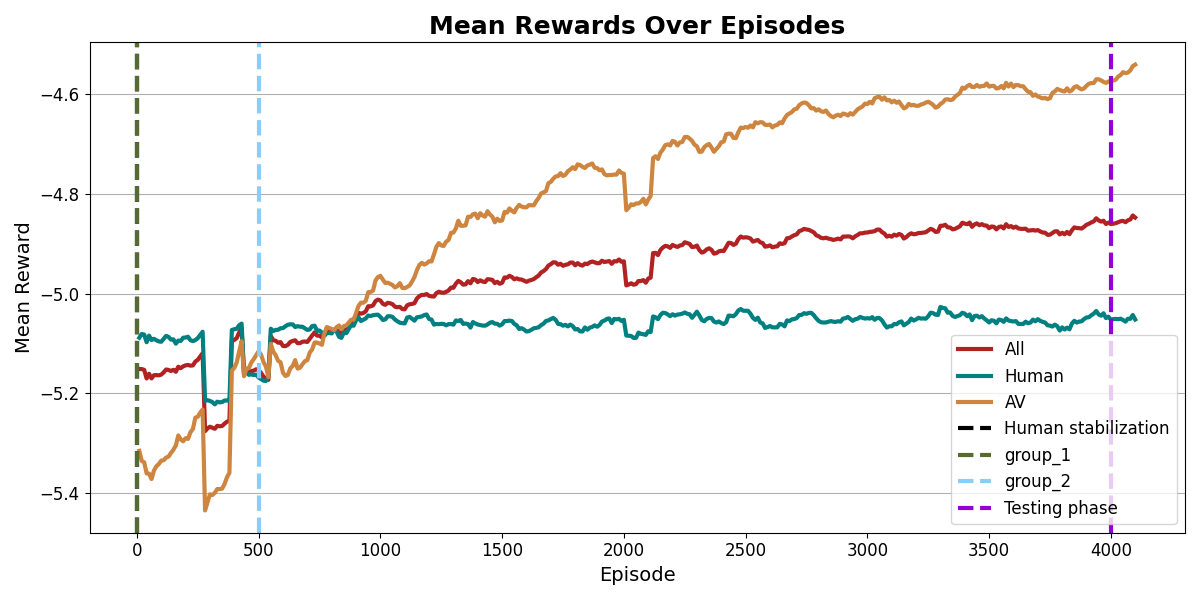 Mean Rewards Over Episodes
Mean Reward
−4.6
−4.8
−5.0
−5.2
−5.4
0 500 1000 1500 2000 2500 3000 3500 4000
Episode
All
Human
AV
Human stabilization
group_1
group_2
Testing phase